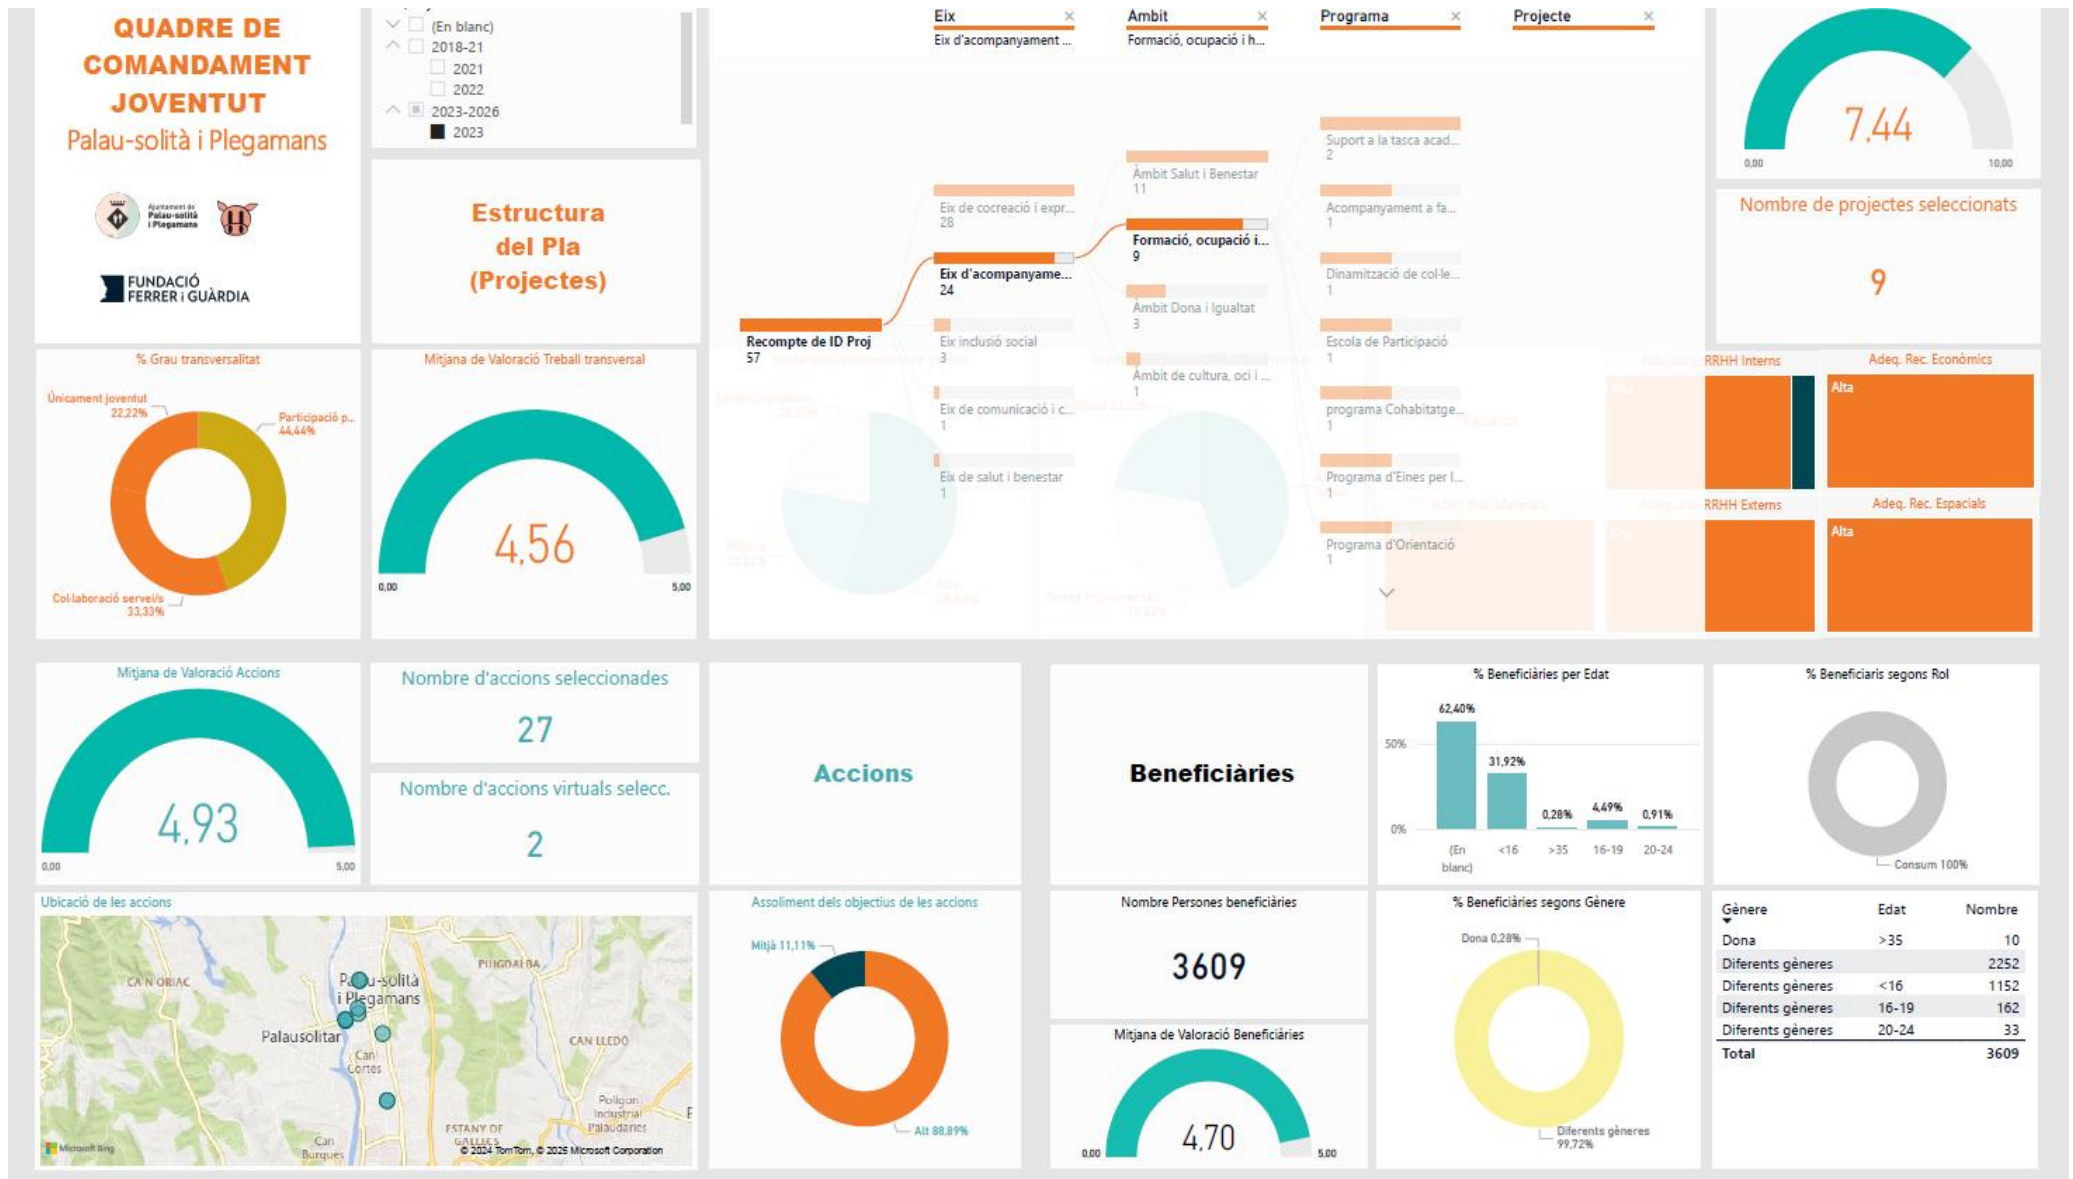 QUADRE DE
COMANDAMENT
JOVENTUT
Palau-solità i Plegamans
Ajuntament de
Palau-solità
i Plegamans
FUNDACIÓ
FERRER i GUÀRDIA
(En blanc)
2018-21
2021
2022
2023-2026
2023
Estructura
del Pla
(Projectes)
Eix
Eix d'acompanyament ...
Ambit
Formació, ocupació i h...
Programa
Projecte
Recompte de ID Proj
57
Eix de cocreació i expr...
28
Eix d'acompanyame...
24
Eix inclusió social
3
Eix de comunicació i c...
1
Eix de salut i benestar
1
Àmbit Salut i Benestar
11
Formació, ocupació i...
9
Àmbit Dona i Igualtat
3
Àmbit de cultura, oci i ...
1
Suport a la tasca acad...
2
Acompanyament a fa...
1
Dinamització de col·le...
1
Escola de Participació
1
programa Cohabitatge...
1
Programa d'Eines per l...
1
Programa d'Orientació
1
7,44
0,00
10,00
Nombre de projectes seleccionats
9
% Grau transversalitat
Únicament joventut
22,22%
Participació p...
44,44%
Col·laboració servei/s
33,33%
Mitjana de Valoració Treball transversal
4,56
0,00
5,00
RRHH Interns
Adeq. Rec. Econòmics
Alta
RRHH Externs
Adeq. Rec. Espacials
Alta
Mitjana de Valoració Accions
4,93
0,00
5,00
Nombre d'accions seleccionades
27
Nombre d'accions virtuals selecc.
2
Accions
Beneficiàries
% Beneficiàries per Edat
62,40%
50%
31,92%
0,28%
4,49%
0,91%
0%
(En
blanc)
<16
>35
16-19
20-24
% Beneficiaris segons Rol
Consum 100%
Ubicació de les accions
CA N'ORIAC
PUIGDALBA
Palau-solità
i Plegamans
Palausolitar
Can
Cortes
CAN LLEDÓ
Poligon
Industrial
Palaudaries
ESTANY DE
GALLECS
Can
Burgues
Microsoft Bing
© 2024 TomTom, © 2025 Microsoft Corporation
Assoliment dels objectius de les accions
Mitjà 11,11%
Alt 88,89%
Nombre Persones beneficiàries
3609
Mitjana de Valoració Beneficiàries
4,70
0,00
5,00
% Beneficiàries segons Gènere
Dona 0,28%
Diferents gèneres
99,72%
Gènere Edat Nombre
Dona >35 10
Diferents gèneres 2252
Diferents gèneres <16 1152
Diferents gèneres 16-19 162
Diferents gèneres 20-24 33
Total 3609